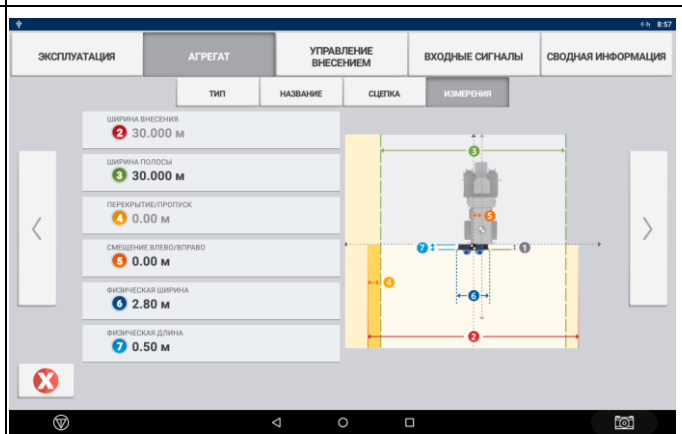 8:57
ЭКСПЛУАТАЦИЯ
АГРЕГАТ
УПРАВЛЕНИЕ
ВНЕСЕНИЕМ
ВХОДНЫЕ СИГНАЛЫ
СВОДНАЯ ИНФОРМАЦИЯ
ТИП
НАЗВАНИЕ
СЦЕПКА
ИЗМЕРЕНИЯ
ШИРИНА ВНЕСЕНИЯ
2 30.000 м
ШИРИНА ПОЛОСЫ
3 30.000 м
ПЕРЕКРЫТИЕ/ПРОПУСК
4 0.00 м
СМЕЩЕНИЕ ВЛЕВО/ВПРАВО
5 0.00 м
ФИЗИЧЕСКАЯ ШИРИНА
6 2.80 м
ФИЗИЧЕСКАЯ ДЛИНА
7 0.50 м
3
5
7
1
4
6
2